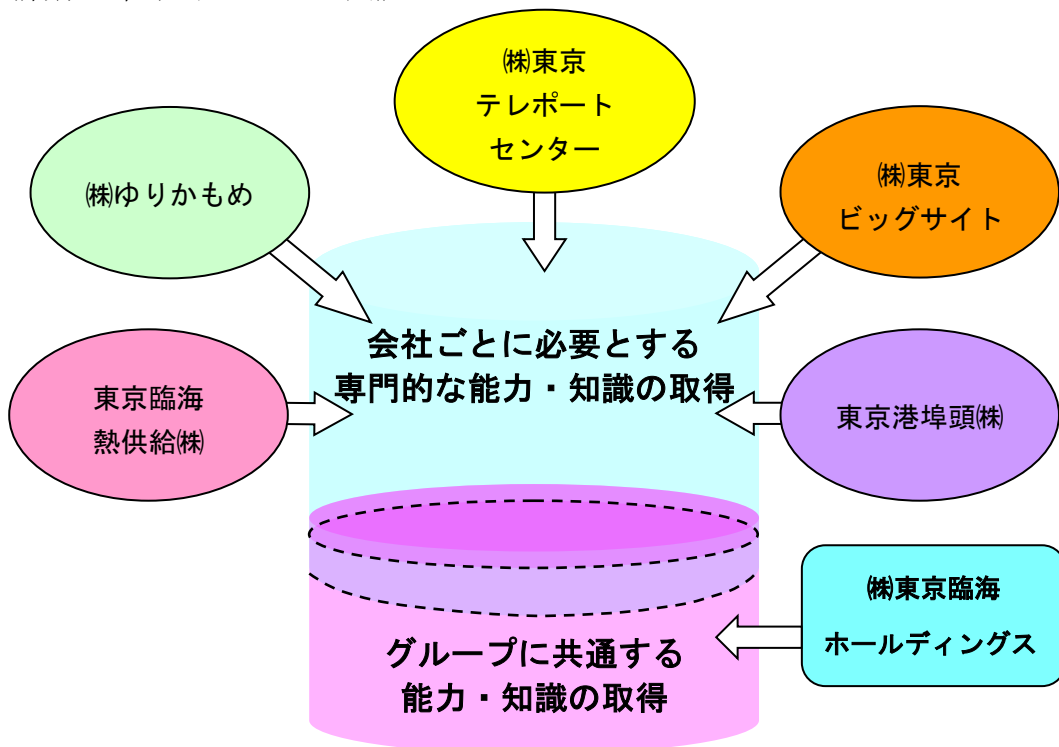 ㈱東京
テレポート
センター
㈱ゆりかもめ
㈱東京
ビッグサイト
会社ごとに必要とする
専門的な能力・知識の取得
東京臨海
熱供給㈱
東京港埠頭㈱
㈱東京臨海
ホールディングス
グループに共通する
能力・知識の取得